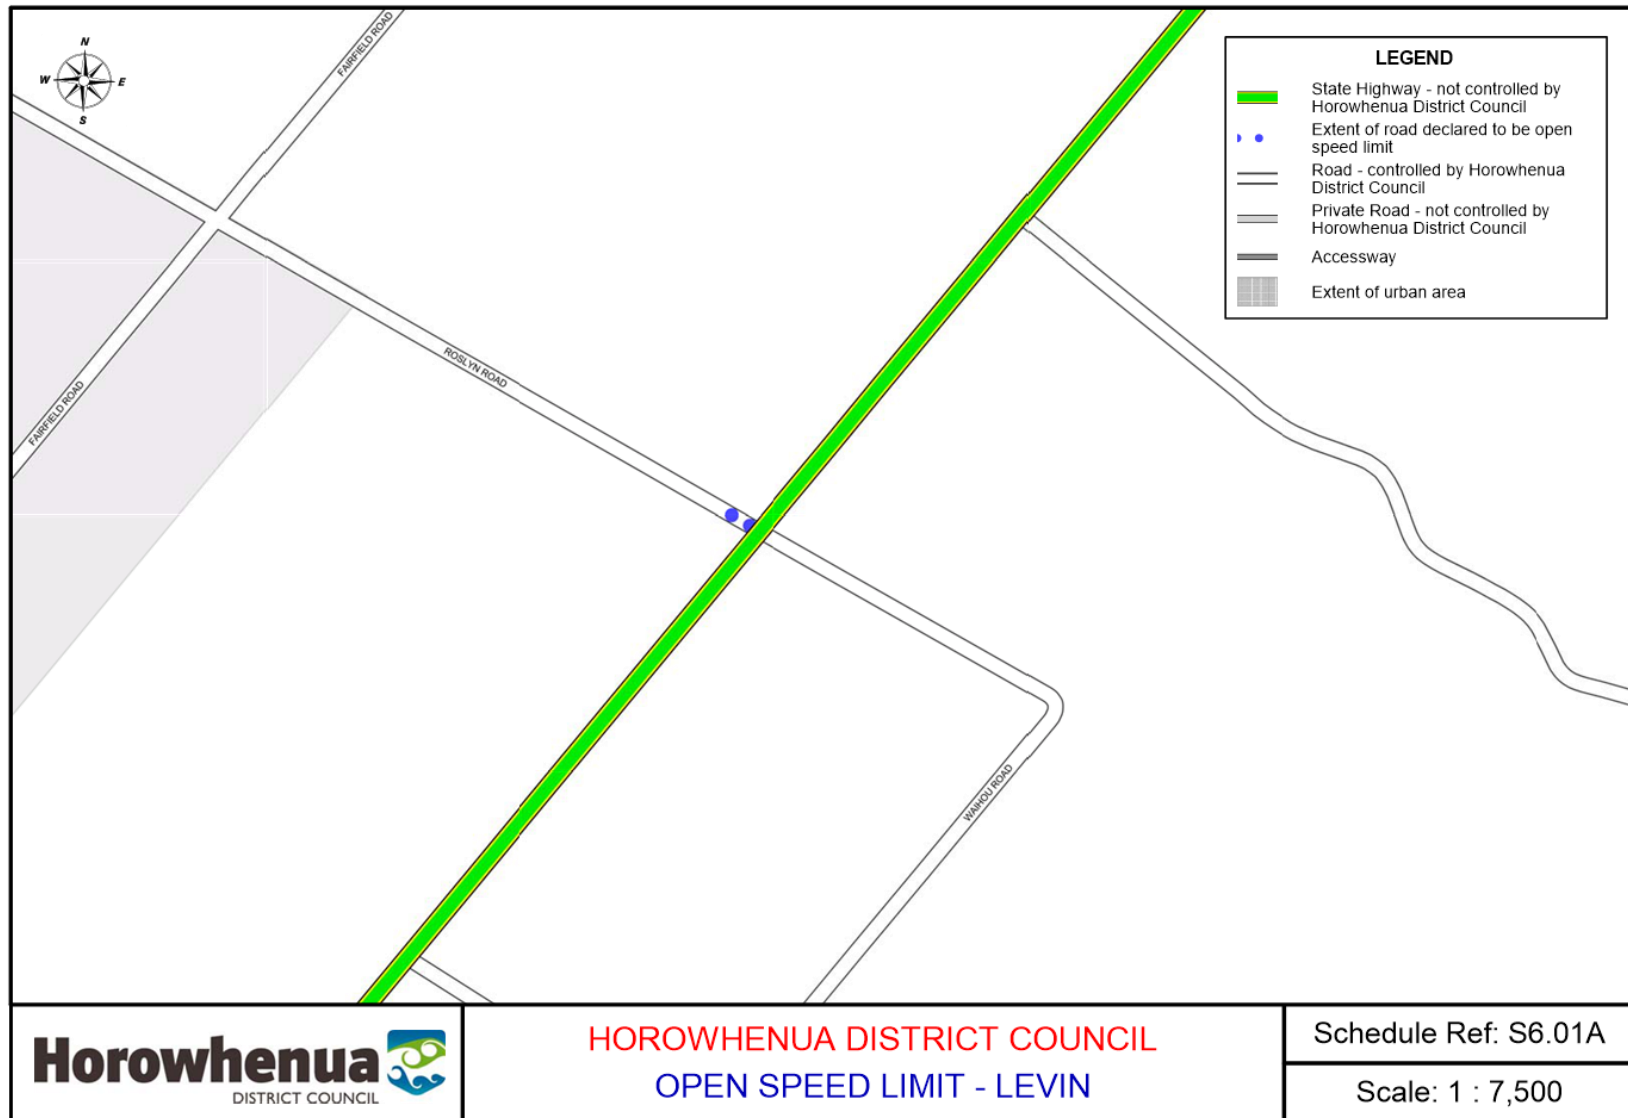 N
W E
S
FAIRFIELD ROAD
FAIRFIELD ROAD
ROSLYN ROAD
WAIHOU ROAD
LEGEND
State Highway - not controlled by
Horowhenua District Council
Extent of road declared to be open
speed limit
Road - controlled by Horowhenua
District Council
Private Road - not controlled by
Horowhenua District Council
Accessway
Extent of urban area
Horowhenua
DISTRICT COUNCIL
HOROWHENUA DISTRICT COUNCIL
OPEN SPEED LIMIT - LEVIN
Schedule Ref: S6.01A
Scale: 1 : 7,500